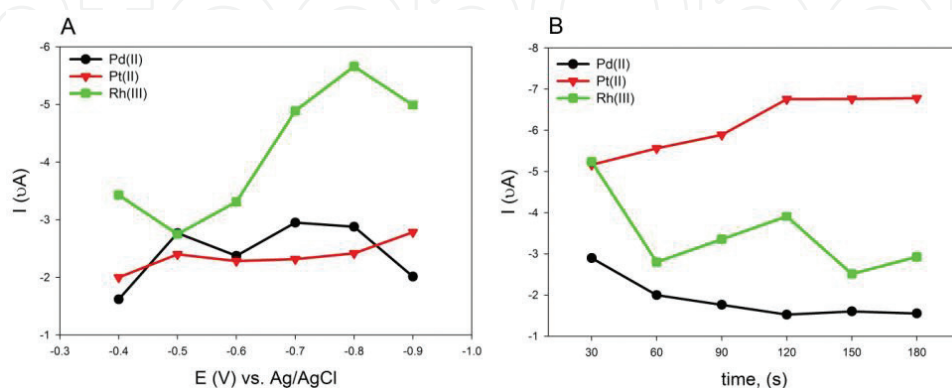 A
Pd(II)
Pt(II)
Rh(III)
I (υA)
-6
-5
-4
-3
-2
-1
-0.3 -0.4 -0.5 -0.6 -0.7 -0.8 -0.9 -1.0
E (V) vs. Ag/AgCl
B
Pd(II)
Pt(II)
Rh(III)
I (υA)
-8
-7
-6
-5
-4
-3
-2
-1
30 60 90 120 150 180
time, (s)